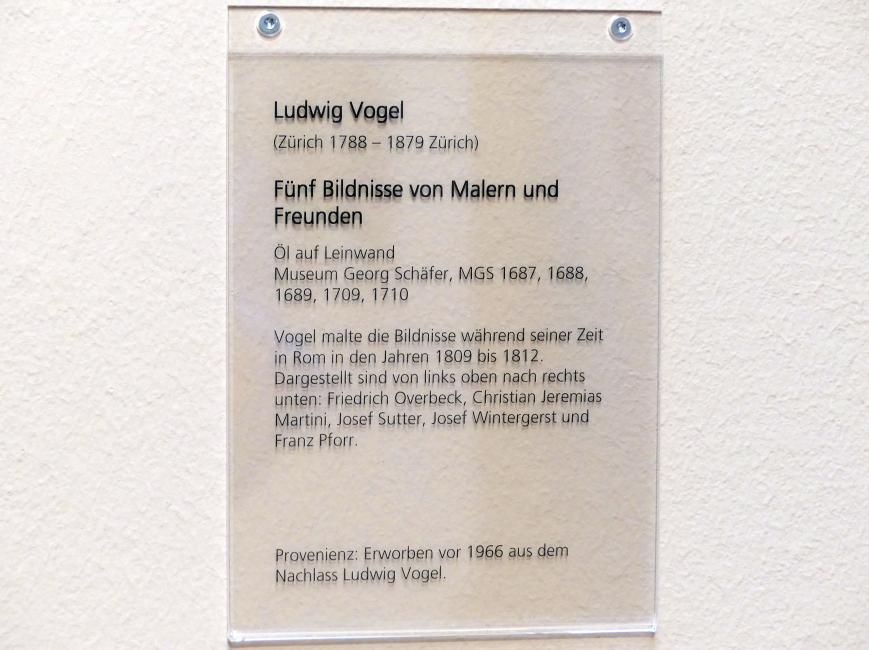 Ludwig Vogel
(Zürich 1788 – 1879 Zürich)
Fünf Bildnisse von Malern und
Freunden
Öl auf Leinwand
Museum Georg Schäfer, MGS 1687, 1688,
1689, 1709, 1710
Vogel malte die Bildnisse während seiner Zeit
in Rom in den Jahren 1809 bis 1812.
Dargestellt sind von links oben nach rechts
unten: Friedrich Overbeck, Christian Jeremias
Martini, Josef Sutter, Josef Wintergerst und
Franz Pforr.
Provenienz: Erworben vor 1966 aus dem
Nachlass Ludwig Vogel.